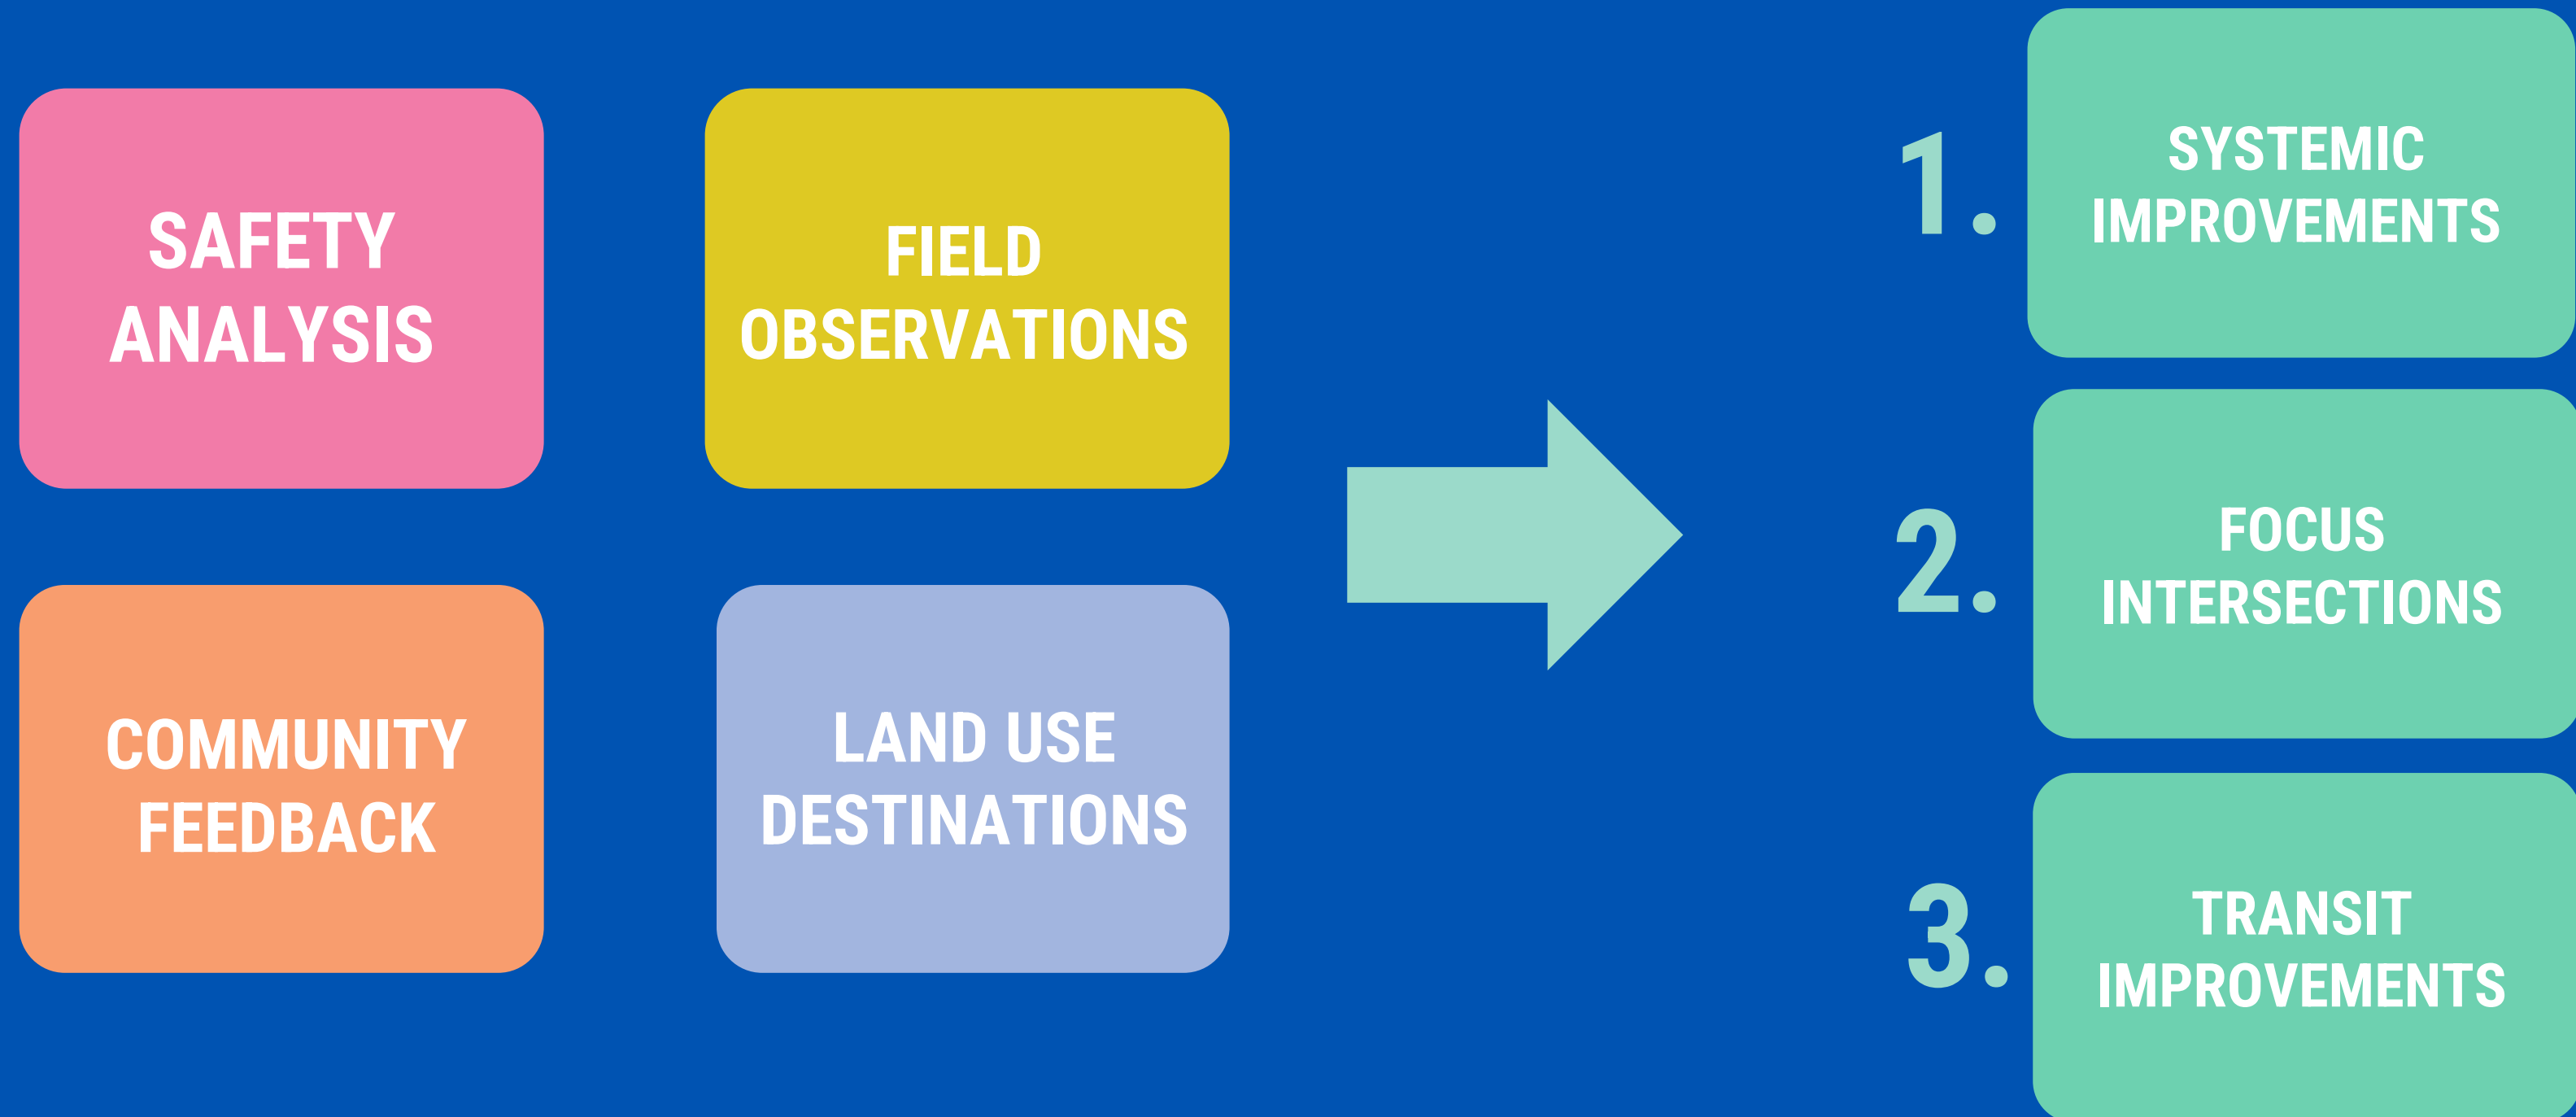 SAFETY
ANALYSIS
FIELD
OBSERVATIONS
COMMUNITY
FEEDBACK
LAND USE
DESTINATIONS
1.
SYSTEMIC
IMPROVEMENTS
2.
FOCUS
INTERSECTIONS
3.
TRANSIT
IMPROVEMENTS